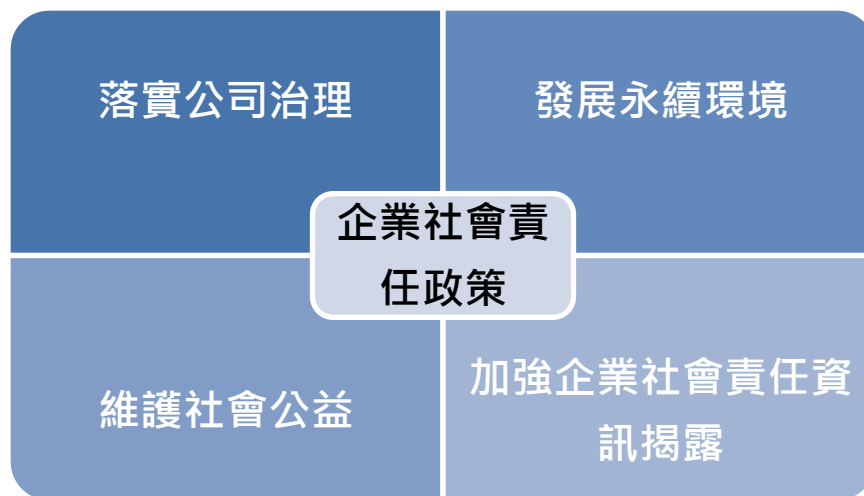 落實公司治理
發展永續環境
企業社會責
任政策
維護社會公益
加強企業社會責任資
訊揭露